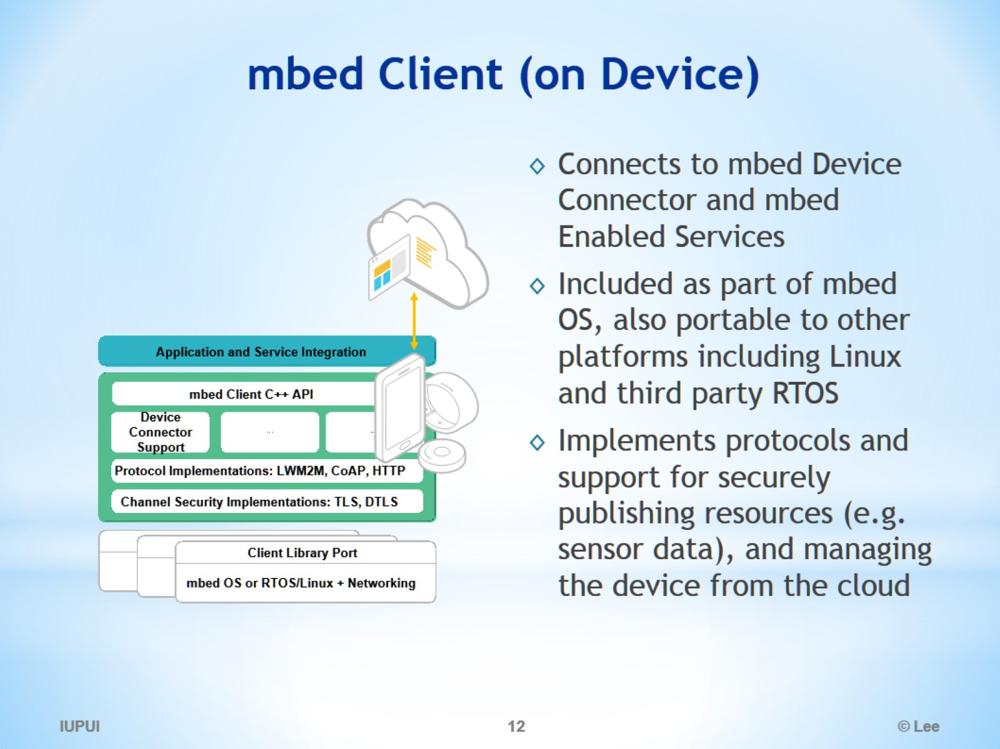 mbed Client (on Device)
Application and Service Integration
mbed Client C++ API
Device
Connector
Support
...
Protocol Implementations: LWM2M, CoAP, HTTP
Channel Security Implementations: TLS, DTLS
Client Library Port
mbed OS or RTOS/Linux + Networking
Connects to mbed Device
Connector and mbed
Enabled Services
Included as part of mbed
OS, also portable to other
platforms including Linux
and third party RTOS
Implements protocols and
support for securely
publishing resources (e.g.
sensor data), and managing
the device from the cloud
IUPUI
12
© Lee